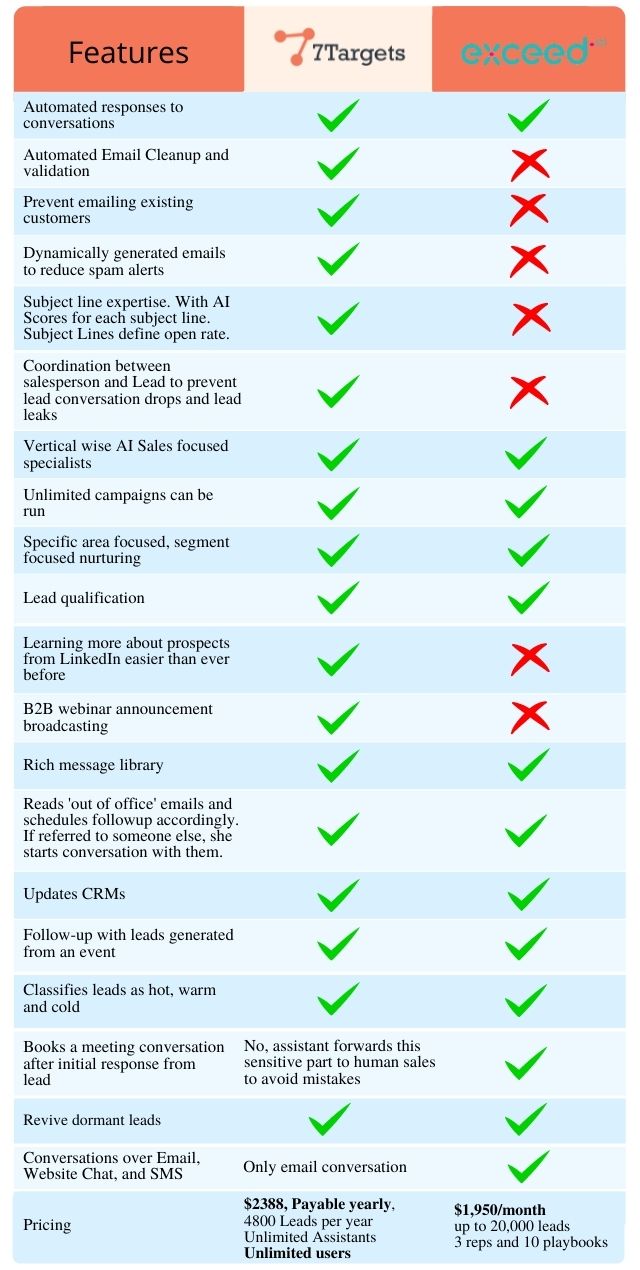 Features
7Targets
exceed
Automated responses to
conversations
Automated Email Cleanup and
validation
Prevent emailing existing
customers
Dynamically generated emails
to reduce spam alerts
Subject line expertise. With AI
Scores for each subject line.
Subject Lines define open rate.
Coordination between
salesperson and Lead to prevent
lead conversation drops and lead
leaks
Vertical wise AI Sales focused
specialists
Unlimited campaigns can be
run
Specific area focused, segment
focused nurturing
Lead qualification
Learning more about prospects
from LinkedIn easier than ever
before
B2B webinar announcement
broadcasting
Rich message library
Reads 'out of office' emails and
schedules followup accordingly.
If referred to someone else, she
starts conversation with them.
Updates CRMs
Follow-up with leads generated
from an event
Classifies leads as hot, warm
and cold
Books a meeting conversation
after initial response from
lead
No, assistant forwards this
sensitive part to human sales
to avoid mistakes
Revive dormant leads
Conversations over Email,
Website Chat, and SMS
Only email conversation
Pricing
$2388, Payable yearly,
4800 Leads per year
Unlimited Assistants
Unlimited users
$1,950/month
up to 20,000 leads
3 reps and 10 playbooks